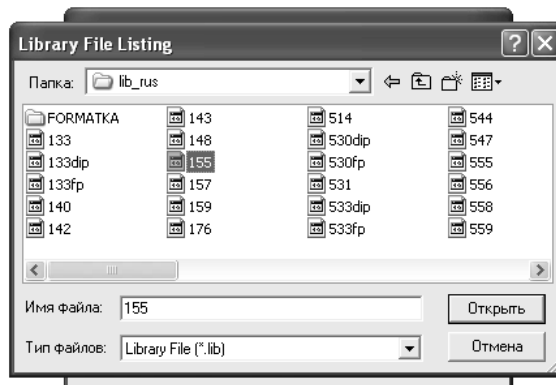 Library File Listing
Папка: lib_rus
FORMATKA 143 514 544
133 148 530dip 547
133dip 155 530fp 555
133fp 157 531 556
140 159 533dip 558
142 176 533fp 559
Имя файла: 155 Открыть
Тип файлов: Library File (*.lib) Отмена